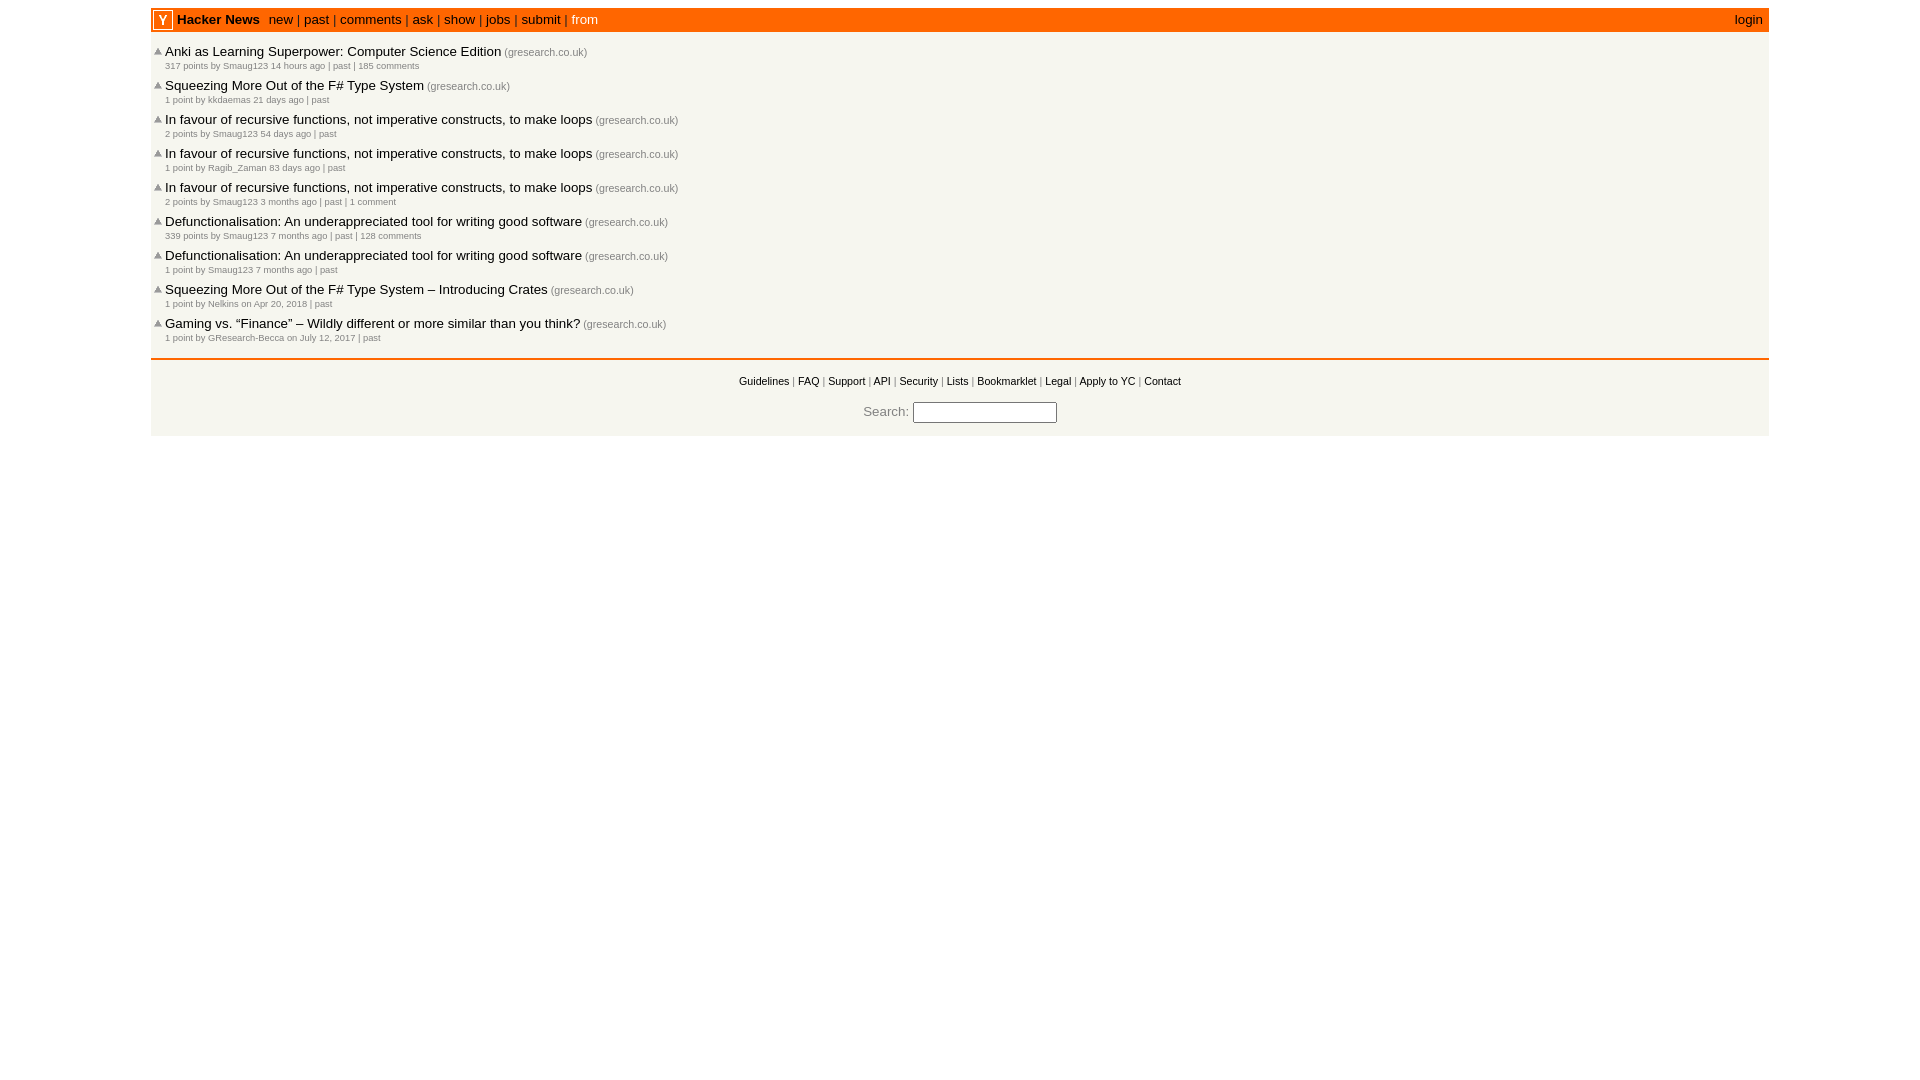 Y Hacker News new | past | comments | ask | show | jobs | submit | from login
Anki as Learning Superpower: Computer Science Edition (gresearch.co.uk)
317 points by Smaug123 14 hours ago | past | 185 comments
Squeezing More Out of the F# Type System (gresearch.co.uk)
1 point by kkdaemas 21 days ago | past
In favour of recursive functions, not imperative constructs, to make loops (gresearch.co.uk)
2 points by Smaug123 54 days ago | past
In favour of recursive functions, not imperative constructs, to make loops (gresearch.co.uk)
1 point by Ragib_Zaman 83 days ago | past
In favour of recursive functions, not imperative constructs, to make loops (gresearch.co.uk)
2 points by Smaug123 3 months ago | past | 1 comment
Defunctionalisation: An underappreciated tool for writing good software (gresearch.co.uk)
339 points by Smaug123 7 months ago | past | 128 comments
Defunctionalisation: An underappreciated tool for writing good software (gresearch.co.uk)
1 point by Smaug123 7 months ago | past
Squeezing More Out of the F# Type System – Introducing Crates (gresearch.co.uk)
1 point by Nelkins on Apr 20, 2018 | past
Gaming vs. “Finance” – Wildly different or more similar than you think? (gresearch.co.uk)
1 point by GResearch-Becca on July 12, 2017 | past
Guidelines | FAQ | Support | API | Security | Lists | Bookmarklet | Legal | Apply to YC | Contact
Search: